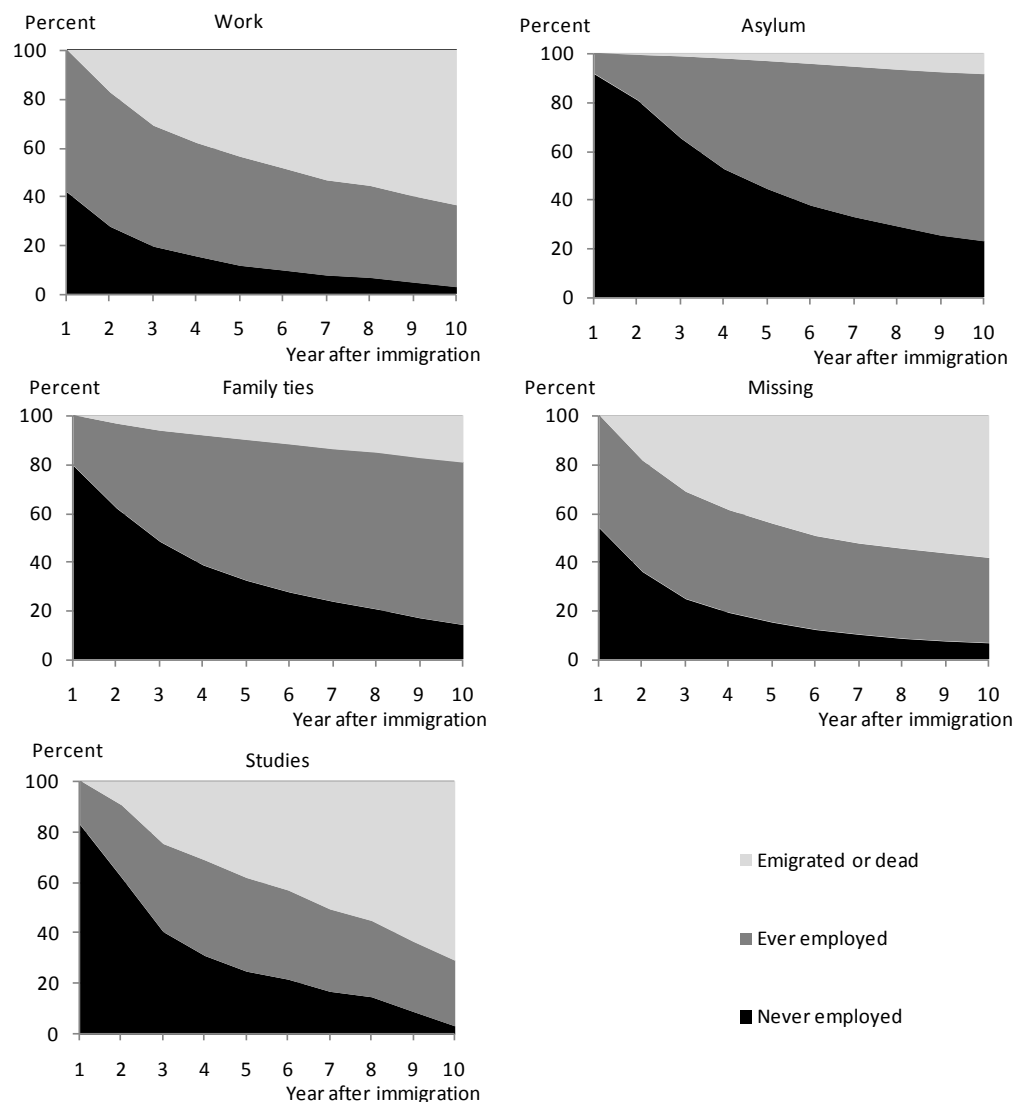 Percent
Work
100
80
60
40
20
0
1 2 3 4 5 6 7 8 9 10
Year after immigration
Percent
Asylum
100
80
60
40
20
0
1 2 3 4 5 6 7 8 9 10
Year after immigration
Percent
Family ties
100
80
60
40
20
0
1 2 3 4 5 6 7 8 9 10
Year after immigration
Percent
Missing
100
80
60
40
20
0
1 2 3 4 5 6 7 8 9 10
Year after immigration
Percent
Studies
100
80
60
40
20
0
1 2 3 4 5 6 7 8 9 10
Year after immigration
Emigrated or dead
Ever employed
Never employed